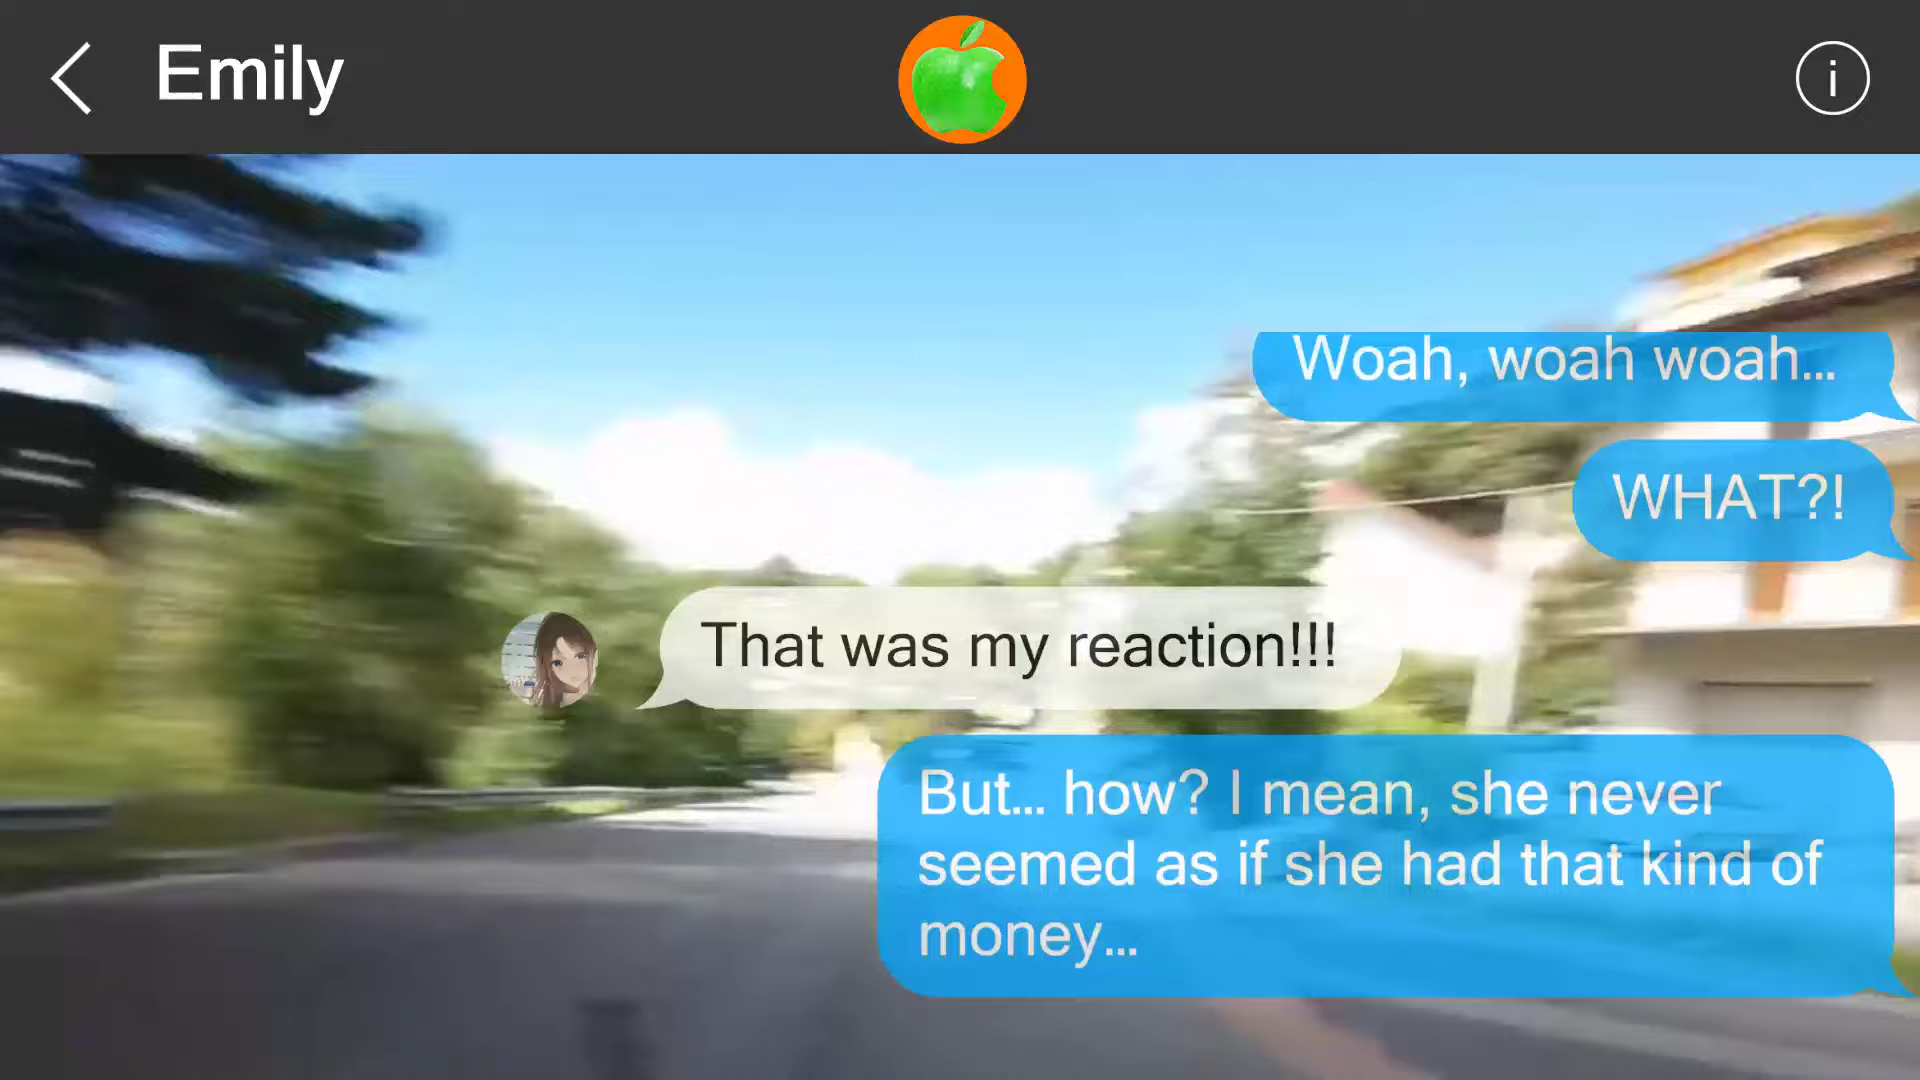 Emily
Woah, woah woah...
WHAT?!
That was my reaction!!!
But... how? I mean, she never
seemed as if she had that kind of
money...